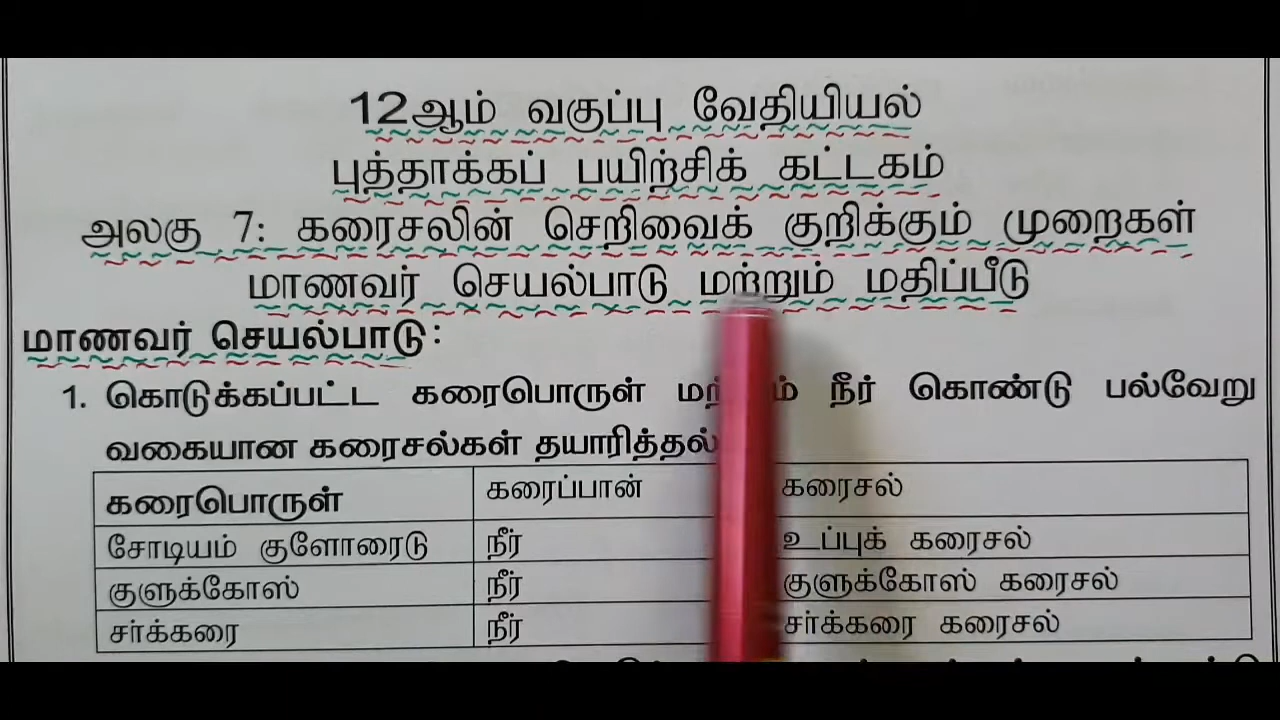 12ஆம் வகுப்பு வேதியியல்
புத்தாக்கப் பயிற்சிக் கட்டகம்
அலகு 7: கரைசலின் செறிவைக் குறிக்கும் முறைகள்
மாணவர் செயல்பாடு மற்றும் மதிப்பீடு
மாணவர் செயல்பாடு:
1. கொடுக்கப்பட்ட கரைபொருள் நீர் கொண்டு பல்வேறு
வகையான கரைசல்கள் தயாரித்தல்
கரைபொருள் கரைப்பான் கரைசல்
சோடியம் குளோரைடு நீர் உப்புக் கரைசல்
குளுக்கோஸ் நீர் குளுக்கோஸ் கரைசல்
சர்க்கரை நீர் சர்க்கரை கரைசல்